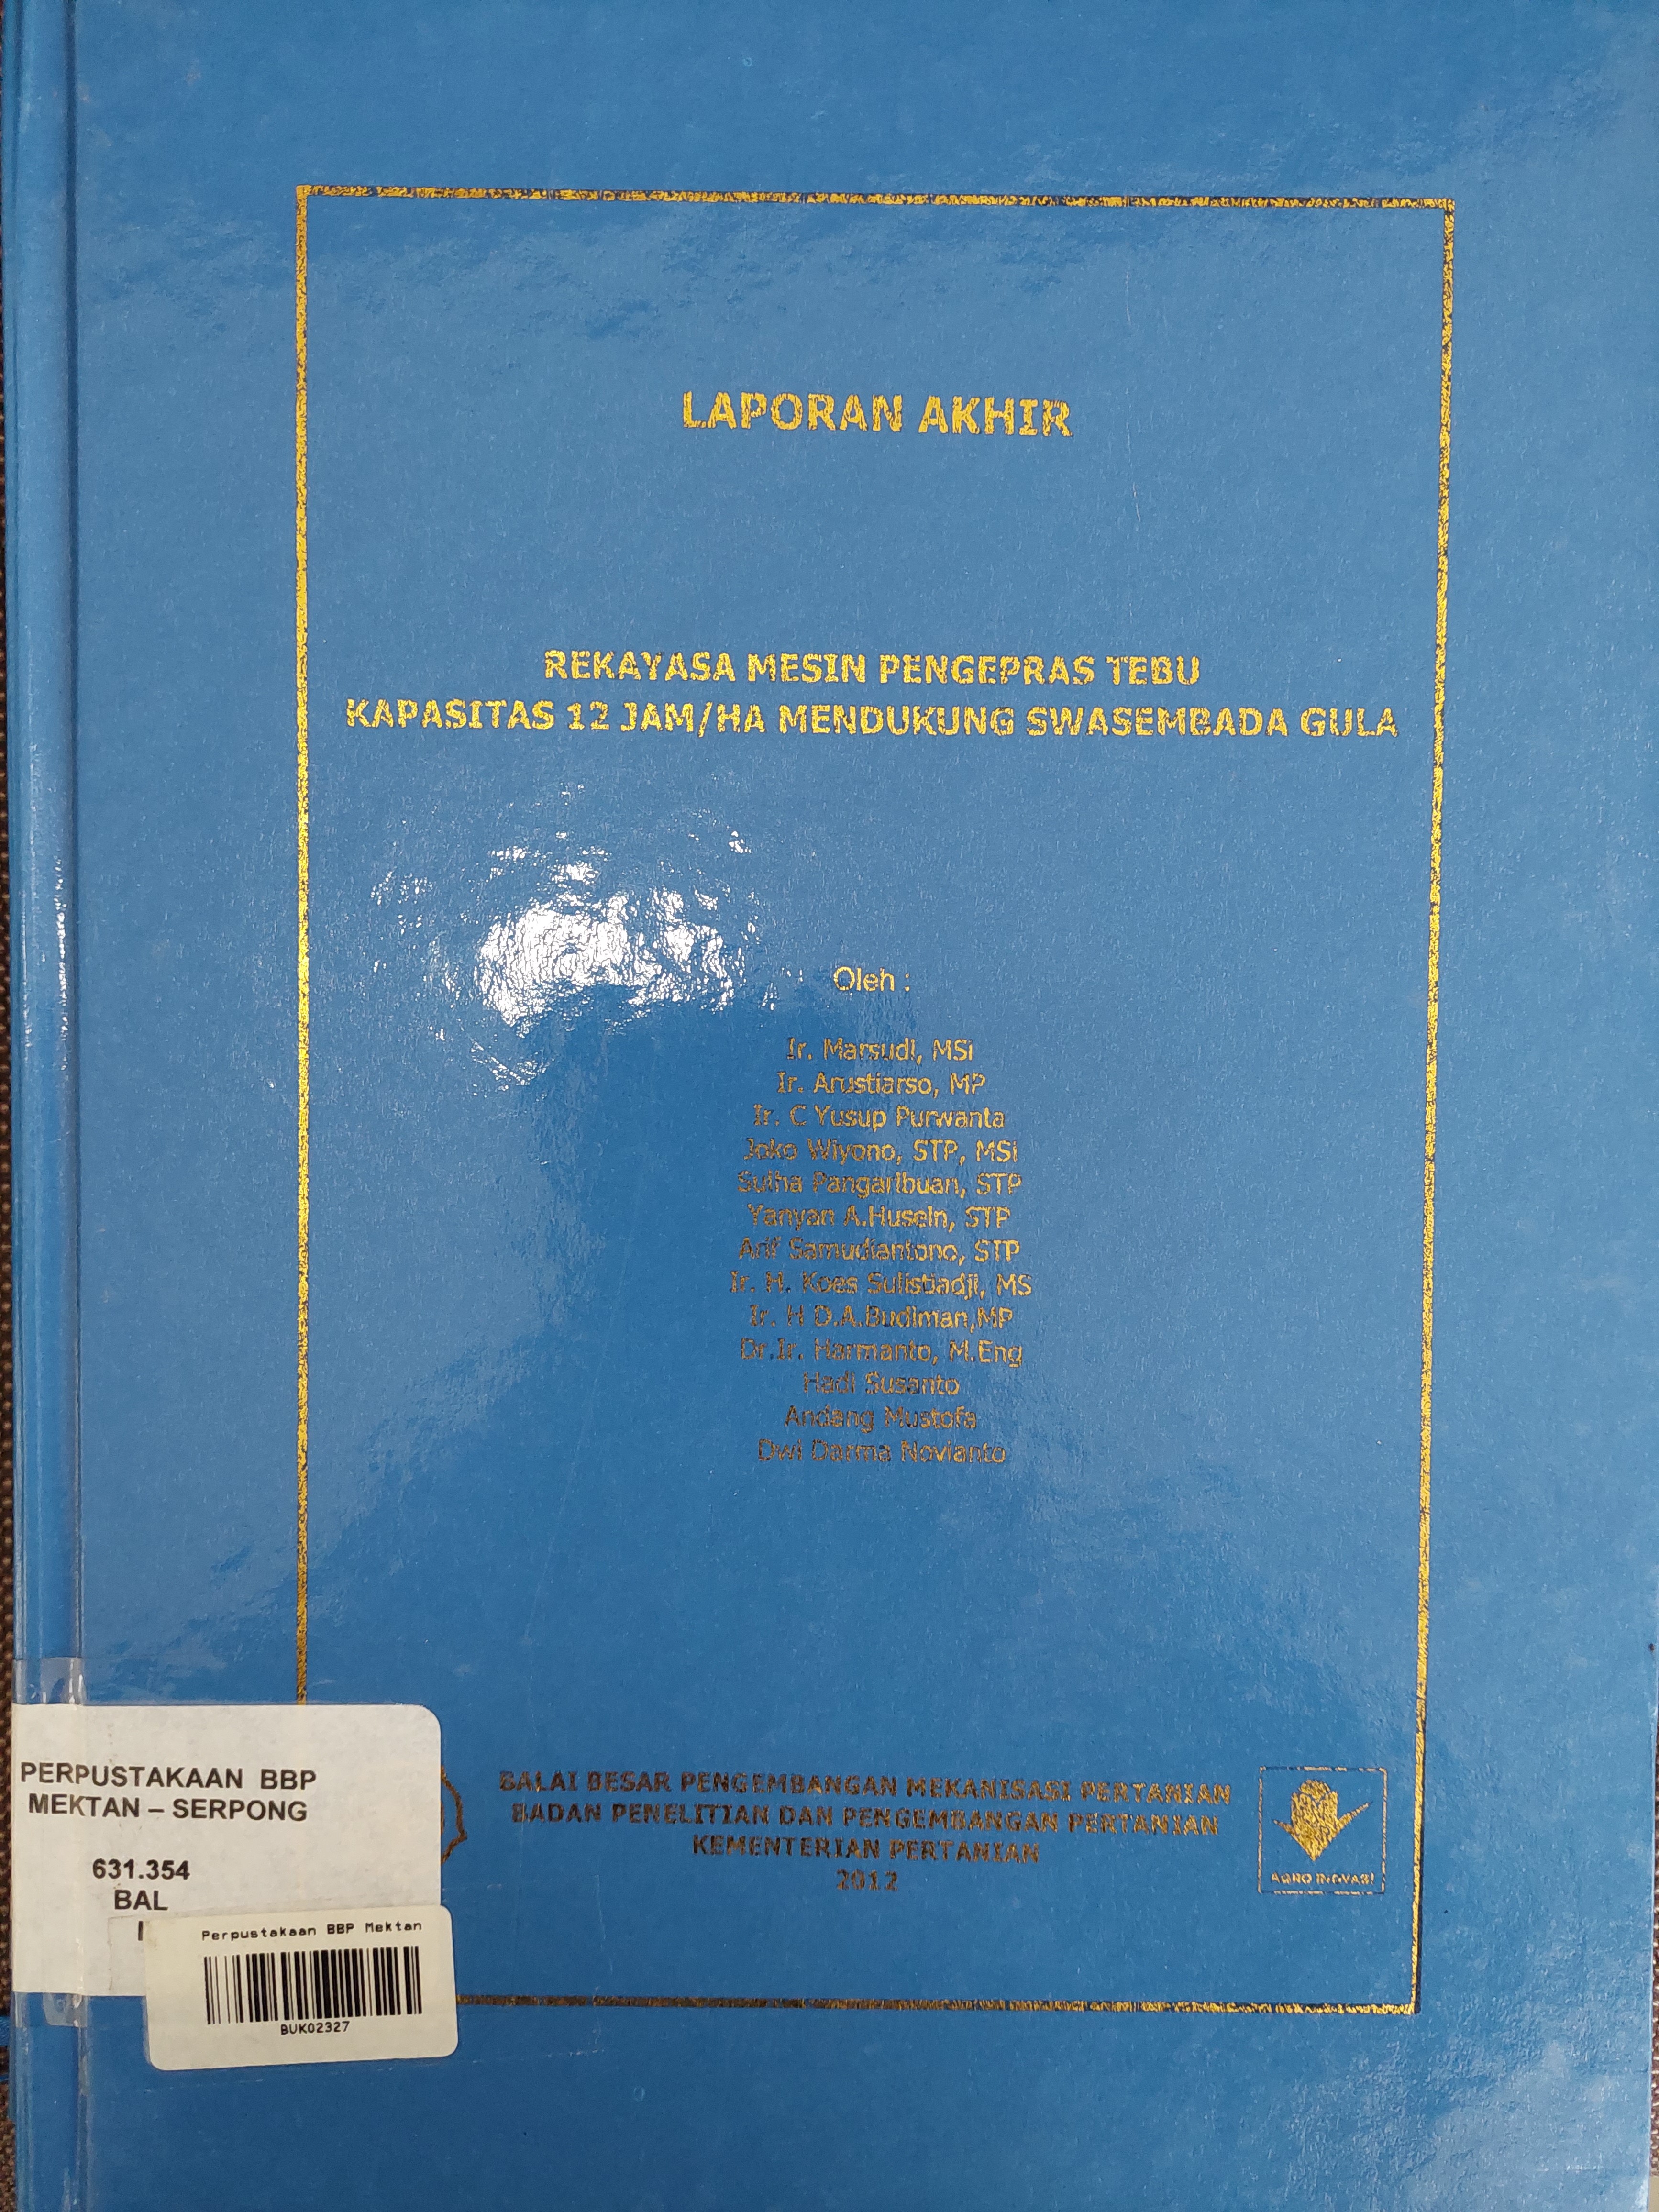 LAPORAN AKHIR
REKAYASA MESIN PENGEPRAS TEBU
KAPASITAS 12 JAM/HA MENDUKUNG SWASEMBADA GULA
Oleh :
Ir. Marsudi, MSi
Ir. Arustiarso, MP
Ir. C Yusup Purwanta
Joko Wiyono, STP, MSi
Sulha Pangaribuan, STP
Yanyan A.Husein, STP
Arif Samudiantono, STP
Ir. H. Koes Sulistiadji, MS
Ir. H D.A.Budiman,MP
Dr.Ir. Harmanto, M.Eng
Hadi Susanto
Andang Mustofa
Dwi Darma Novianto
BALAI BESAR PENGEMBANGAN MEKANISASI PERTANIAN
BADAN PENELITIAN DAN PENGEMBANGAN PERTANIAN
KEMENTERIAN PERTANIAN
2012
AGRO INOVASI
PERPUSTAKAAN BBP
MEKTAN – SERPONG
631.354
BAL
Perpustakaan BBP Mektan
BUK02327